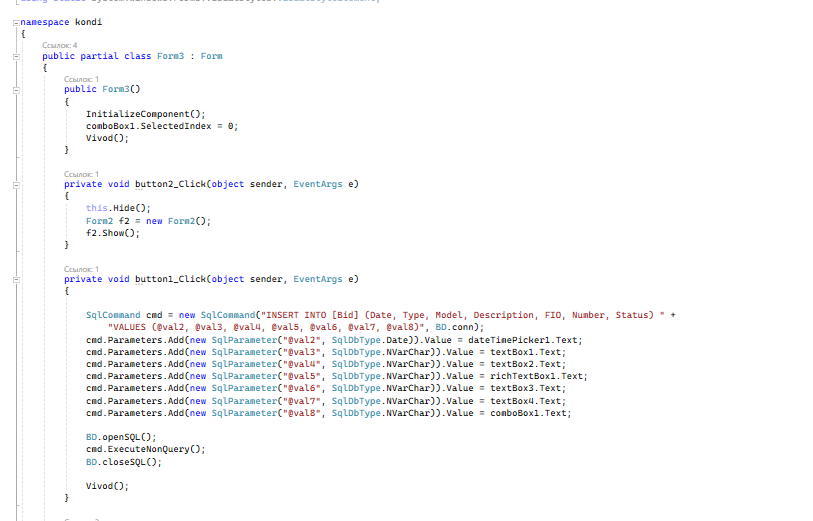 namespace kondi
{
Ссылок: 4
public partial class Form3 : Form
{
Ссылок: 1
public Form3()
{
InitializeComponent();
comboBox1.SelectedIndex = 0;
Vivod();
}
Ссылок: 1
private void button2_Click(object sender, EventArgs e)
{
this.Hide();
Form2 f2 = new Form2();
f2.Show();
}
Ссылок: 1
private void button1_Click(object sender, EventArgs e)
{
SqlCommand cmd = new SqlCommand("INSERT INTO [Bid] (Date, Type, Model, Description, FIO, Number, Status) " +
"VALUES (@val2, @val3, @val4, @val5, @val6, @val7, @val8)", BD.conn);
cmd.Parameters.Add(new SqlParameter("@val2", SqlDbType.Date)).Value = dateTimePicker1.Text;
cmd.Parameters.Add(new SqlParameter("@val3", SqlDbType.NVarChar)).Value = textBox1.Text;
cmd.Parameters.Add(new SqlParameter("@val4", SqlDbType.NVarChar)).Value = textBox2.Text;
cmd.Parameters.Add(new SqlParameter("@val5", SqlDbType.NVarChar)).Value = richTextBox1.Text;
cmd.Parameters.Add(new SqlParameter("@val6", SqlDbType.NVarChar)).Value = textBox3.Text;
cmd.Parameters.Add(new SqlParameter("@val7", SqlDbType.NVarChar)).Value = textBox4.Text;
cmd.Parameters.Add(new SqlParameter("@val8", SqlDbType.NVarChar)).Value = comboBox1.Text;
BD.openSQL();
cmd.ExecuteNonQuery();
BD.closeSQL();
Vivod();
}